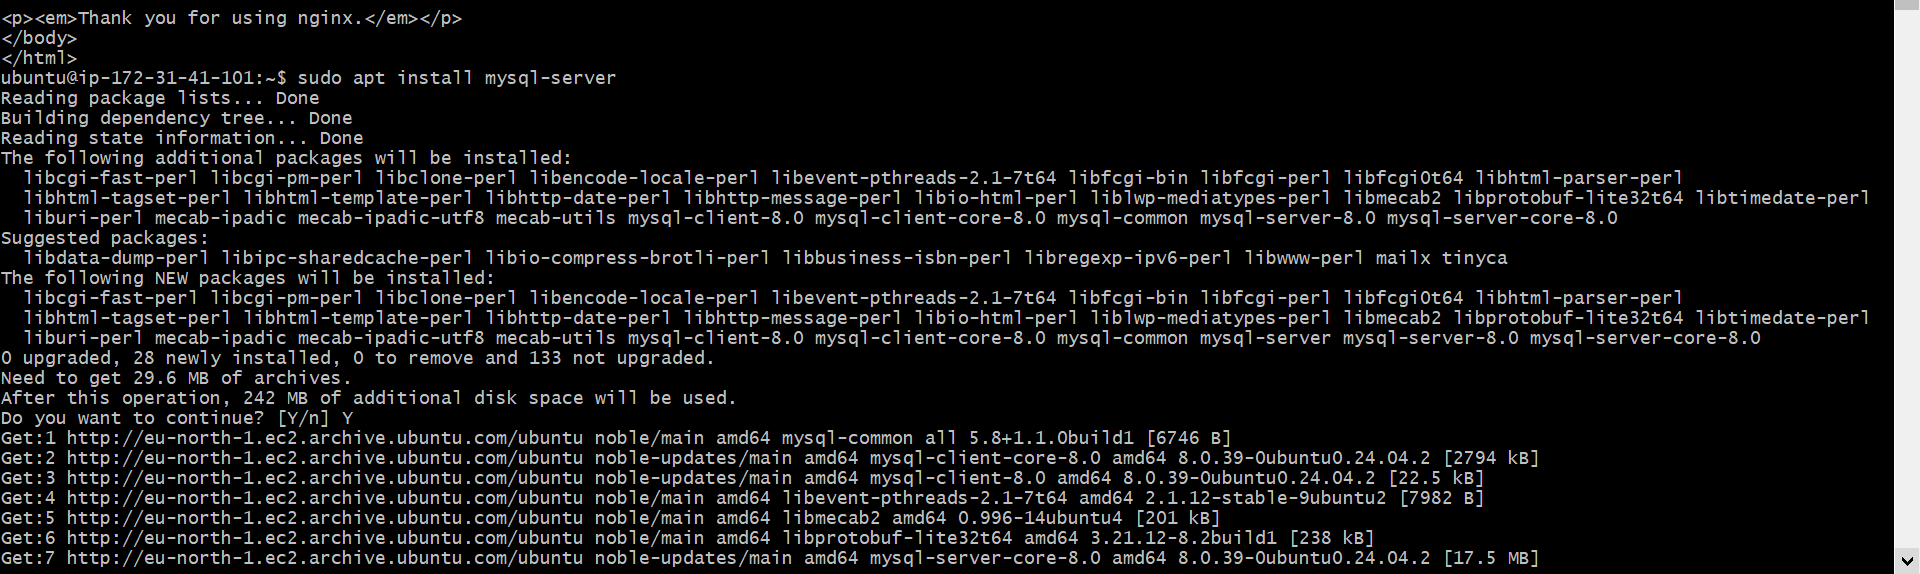 <p><em>Thank you for using nginx.</em></p>
</body>
</html>
ubuntu@ip-172-31-41-101:~$ sudo apt install mysql-server
Reading package lists... Done
Building dependency tree... Done
Reading state information... Done
The following additional packages will be installed:
  libcgi-fast-perl libcgi-pm-perl libclone-perl libencode-locale-perl libevent-pthreads-2.1-7t64 libfcgi-bin libfcgi-perl libfcgi0t64 libhtml-parser-perl
  libhtml-tagset-perl libhtml-template-perl libhttp-date-perl libhttp-message-perl libio-html-perl liblwp-mediatypes-perl libmecab2 libprotobuf-lite32t64 libtimedate-perl
  liburi-perl mecab-ipadic mecab-ipadic-utf8 mecab-utils mysql-client-8.0 mysql-client-core-8.0 mysql-common mysql-server-8.0 mysql-server-core-8.0
Suggested packages:
  libdata-dump-perl libipc-sharedcache-perl libio-compress-brotli-perl libbusiness-isbn-perl libregexp-ipv6-perl libwww-perl mailx tinyca
The following NEW packages will be installed:
  libcgi-fast-perl libcgi-pm-perl libclone-perl libencode-locale-perl libevent-pthreads-2.1-7t64 libfcgi-bin libfcgi-perl libfcgi0t64 libhtml-parser-perl
  libhtml-tagset-perl libhtml-template-perl libhttp-date-perl libhttp-message-perl libio-html-perl liblwp-mediatypes-perl libmecab2 libprotobuf-lite32t64 libtimedate-perl
  liburi-perl mecab-ipadic mecab-ipadic-utf8 mecab-utils mysql-client-8.0 mysql-client-core-8.0 mysql-common mysql-server mysql-server-8.0 mysql-server-core-8.0
0 upgraded, 28 newly installed, 0 to remove and 133 not upgraded.
Need to get 29.6 MB of archives.
After this operation, 242 MB of additional disk space will be used.
Do you want to continue? [Y/n] Y
Get:1 http://eu-north-1.ec2.archive.ubuntu.com/ubuntu noble/main amd64 mysql-common all 5.8+1.1.0build1 [6746 B]
Get:2 http://eu-north-1.ec2.archive.ubuntu.com/ubuntu noble-updates/main amd64 mysql-client-core-8.0 amd64 8.0.39-0ubuntu0.24.04.2 [2794 kB]
Get:3 http://eu-north-1.ec2.archive.ubuntu.com/ubuntu noble-updates/main amd64 mysql-client-8.0 amd64 8.0.39-0ubuntu0.24.04.2 [22.5 kB]
Get:4 http://eu-north-1.ec2.archive.ubuntu.com/ubuntu noble/main amd64 libevent-pthreads-2.1-7t64 amd64 2.1.12-stable-9ubuntu2 [7982 B]
Get:5 http://eu-north-1.ec2.archive.ubuntu.com/ubuntu noble/main amd64 libmecab2 amd64 0.996-14ubuntu4 [201 kB]
Get:6 http://eu-north-1.ec2.archive.ubuntu.com/ubuntu noble/main amd64 libprotobuf-lite32t64 amd64 3.21.12-8.2build1 [238 kB]
Get:7 http://eu-north-1.ec2.archive.ubuntu.com/ubuntu noble-updates/main amd64 mysql-server-core-8.0 amd64 8.0.39-0ubuntu0.24.04.2 [17.5 MB]